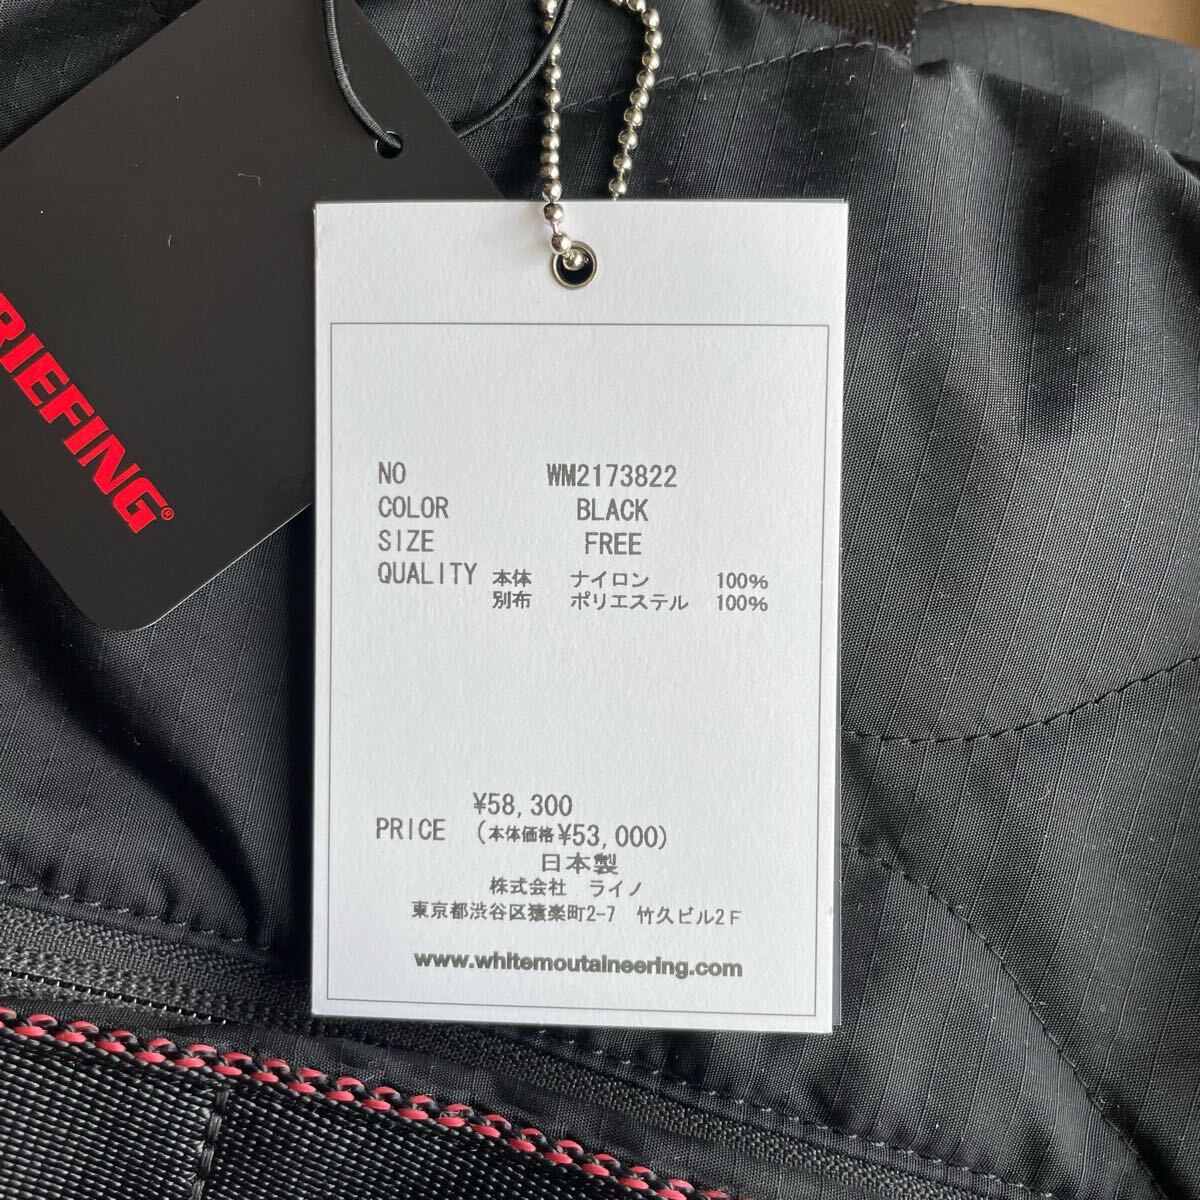 RIEFING®
NO WM2173822
COLOR BLACK
SIZE FREE
QUALITY 本体 ナイロン 100%
別布 ポリエステル 100%
¥58,300
PRICE (本体価格¥53,000)
日本製
株式会社 ライノ
東京都渋谷区猿楽町2-7 竹久ビル2F
www.whitemoutaineering.com